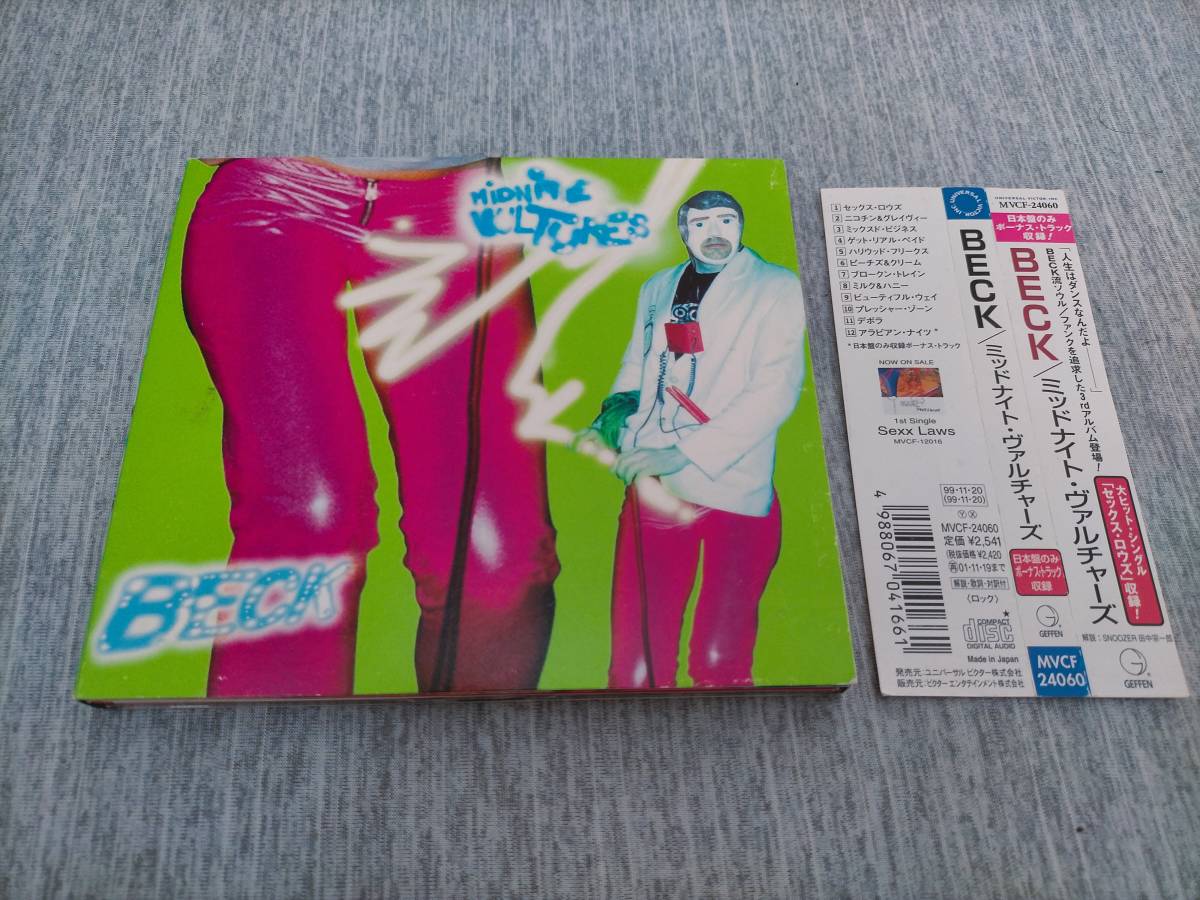 MIDNITE
VULTURES
BECK
1 セックス・ロウズ
2 ニコチン&グレイヴィー
3 ミックスド・ビジネス
4 ゲット・リアル・ペイド
5 ハリウッド・フリークス
6 ピーチズ&クリーム
7 ブロークン・トレイン
8 ミルク&ハニー
9 ビューティフル・ウェイ
10 プレッシャー・ゾーン
11 デボラ
12 アラビアン・ナイツ *
*日本盤のみ収録ボーナス・トラック
NOW ON SALE
1st Single
Sexx Laws
MVCF-12016
99・11・20
(99・11・20)
MVCF-24060
定価 ¥2,541
(税抜価格 ¥2,420)
再01・11・19まで
解説・歌詞・対訳付
〈ロック〉
4 988067 041661
COMPACT
disc
DIGITAL AUDIO
Made in Japan
発売元:ユニバーサル ビクター株式会社
販売元:ビクターエンタテインメント株式会社
UNIVERSAL VICTOR, INC.
BECK/ミッドナイト・ヴァルチャーズ
日本盤のみ
ボーナス・トラック
収録
GEFFEN
MVCF
24060
UNIVERSAL VICTOR, INC.
MVCF-24060
日本盤のみ
ボーナス・トラック
収録!
「人生はダンスなんだよ——」
BECK流ソウル/ファンクを追求した3rdアルバム登場!
BECK/ミッドナイト・ヴァルチャーズ
大ヒット・シングル
「セックス・ロウズ」収録!
解説:SNOOZER 田中宗一郎
GEFFEN